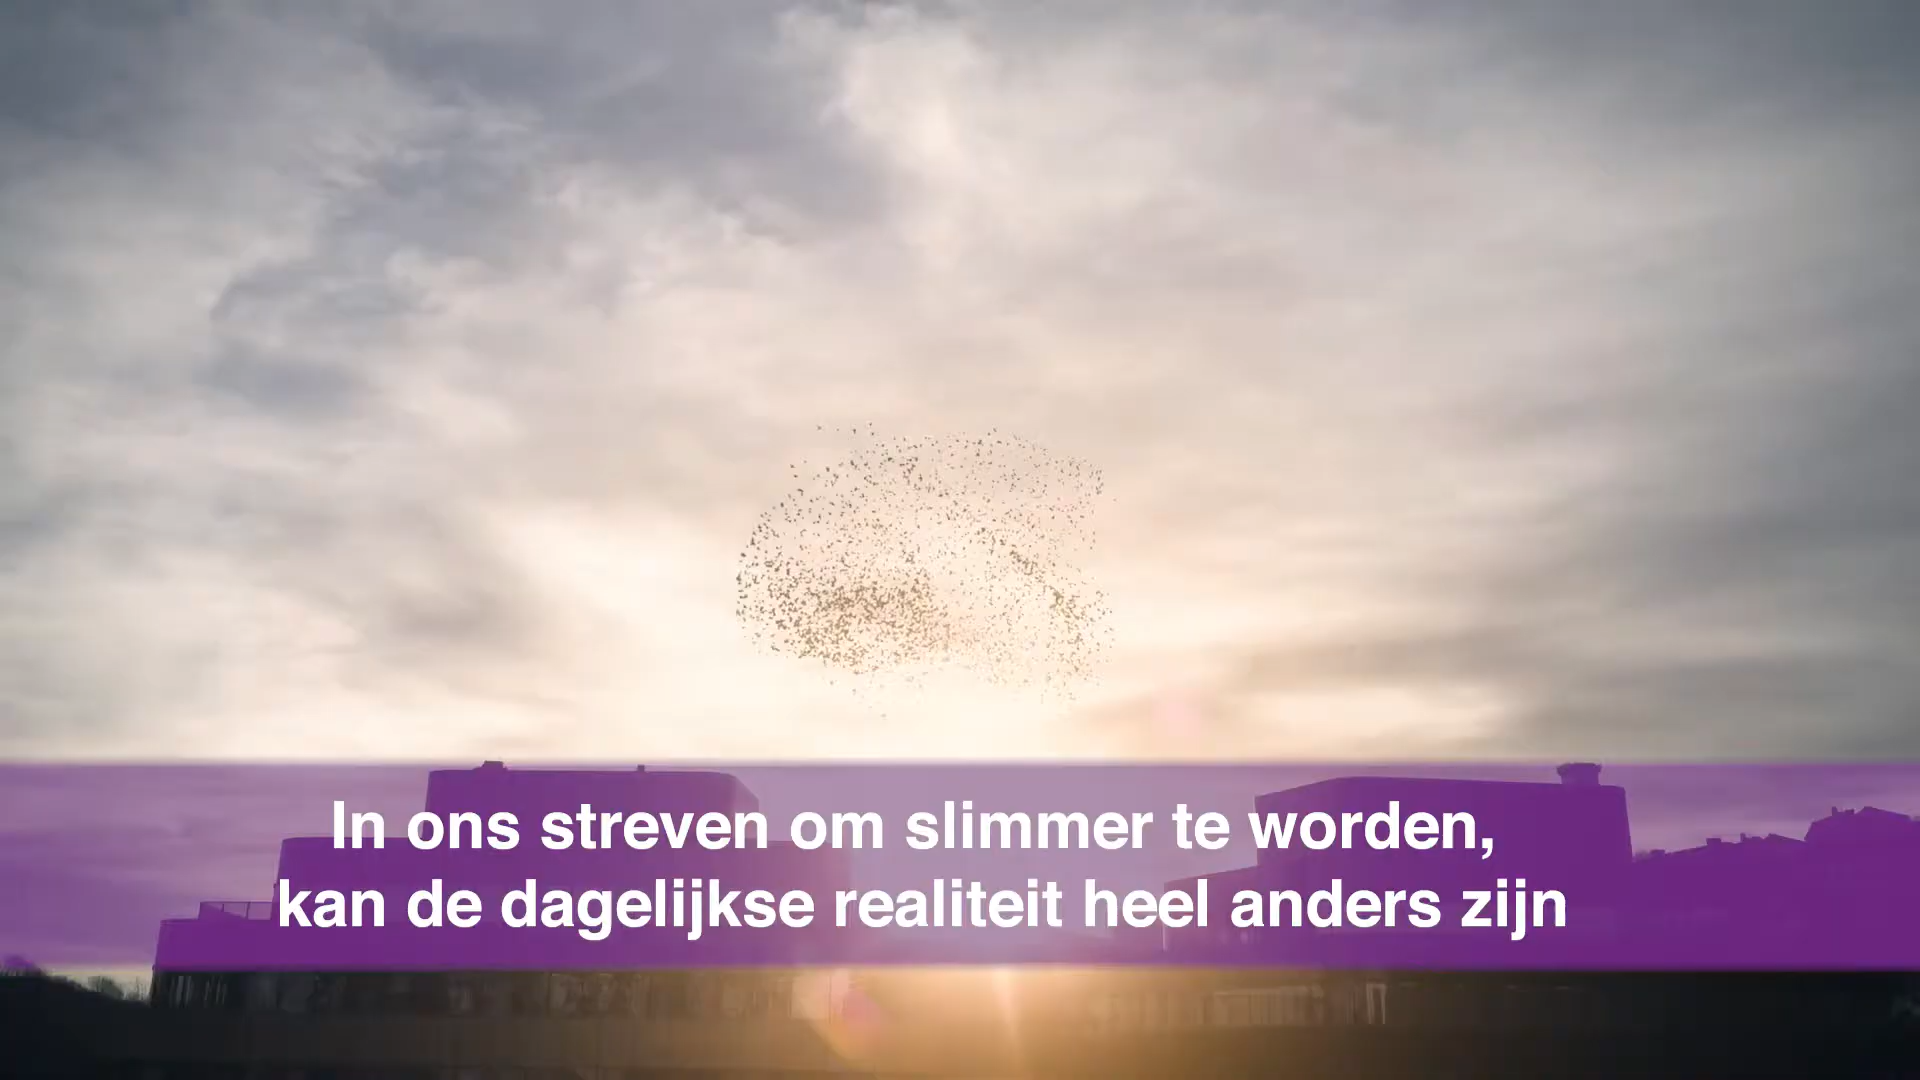 In ons streven om slimmer te worden,
kan de dagelijkse realiteit heel anders zijn